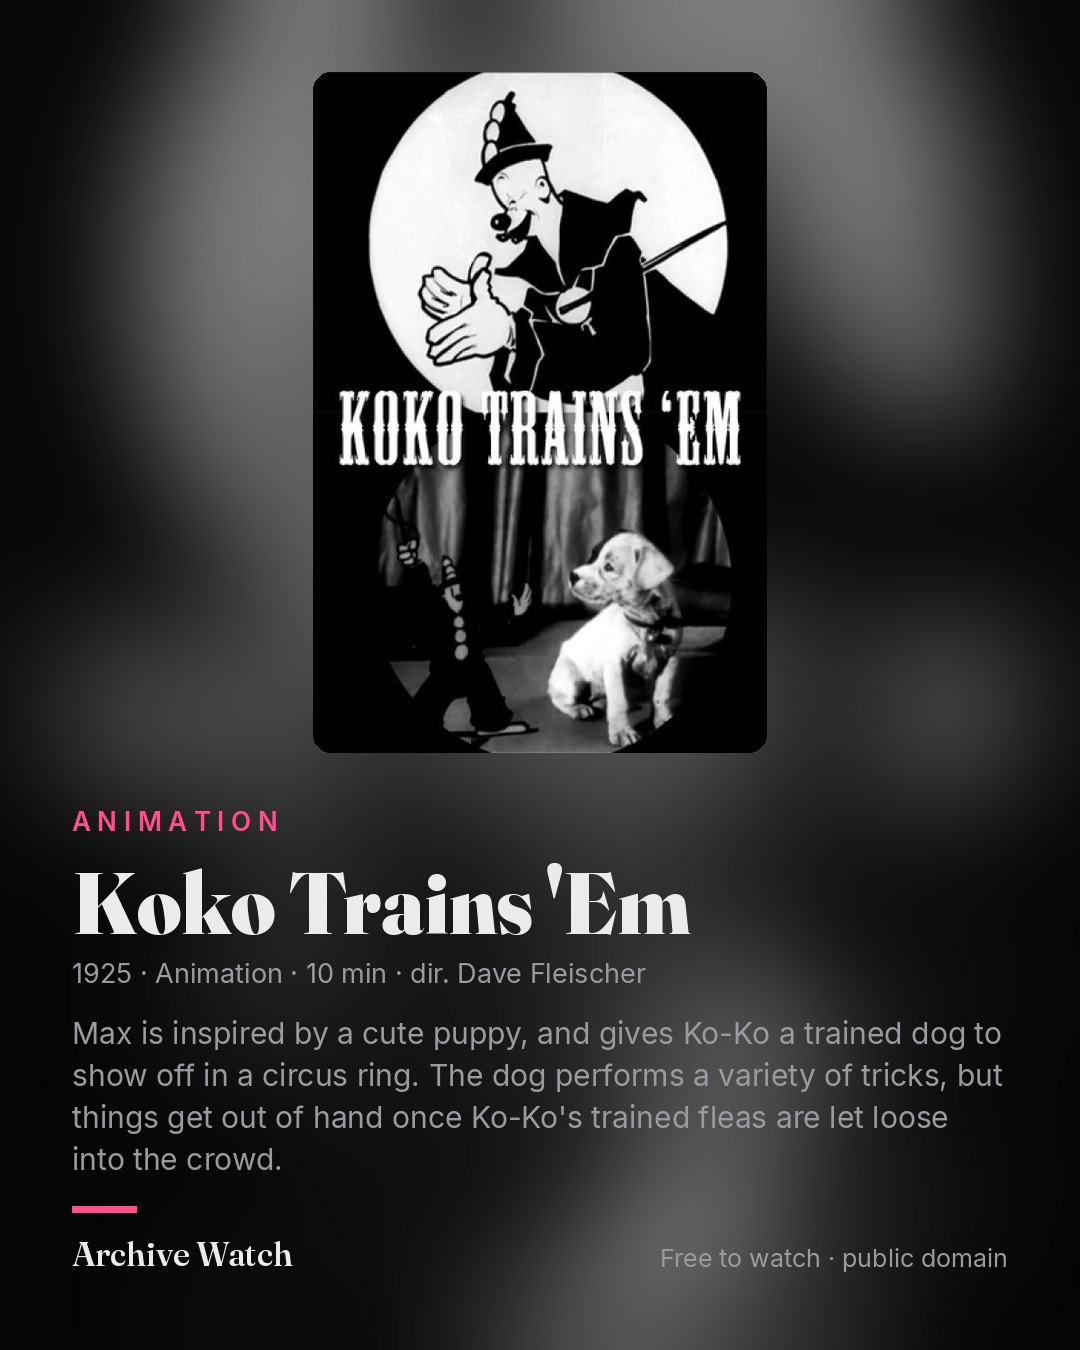 KOKO TRAINS ‘EM
ANIMATION
Koko Trains 'Em
1925 · Animation · 10 min · dir. Dave Fleischer
Max is inspired by a cute puppy, and gives Ko-Ko a trained dog to
show off in a circus ring. The dog performs a variety of tricks, but
things get out of hand once Ko-Ko's trained fleas are let loose
into the crowd.
Archive Watch
Free to watch · public domain